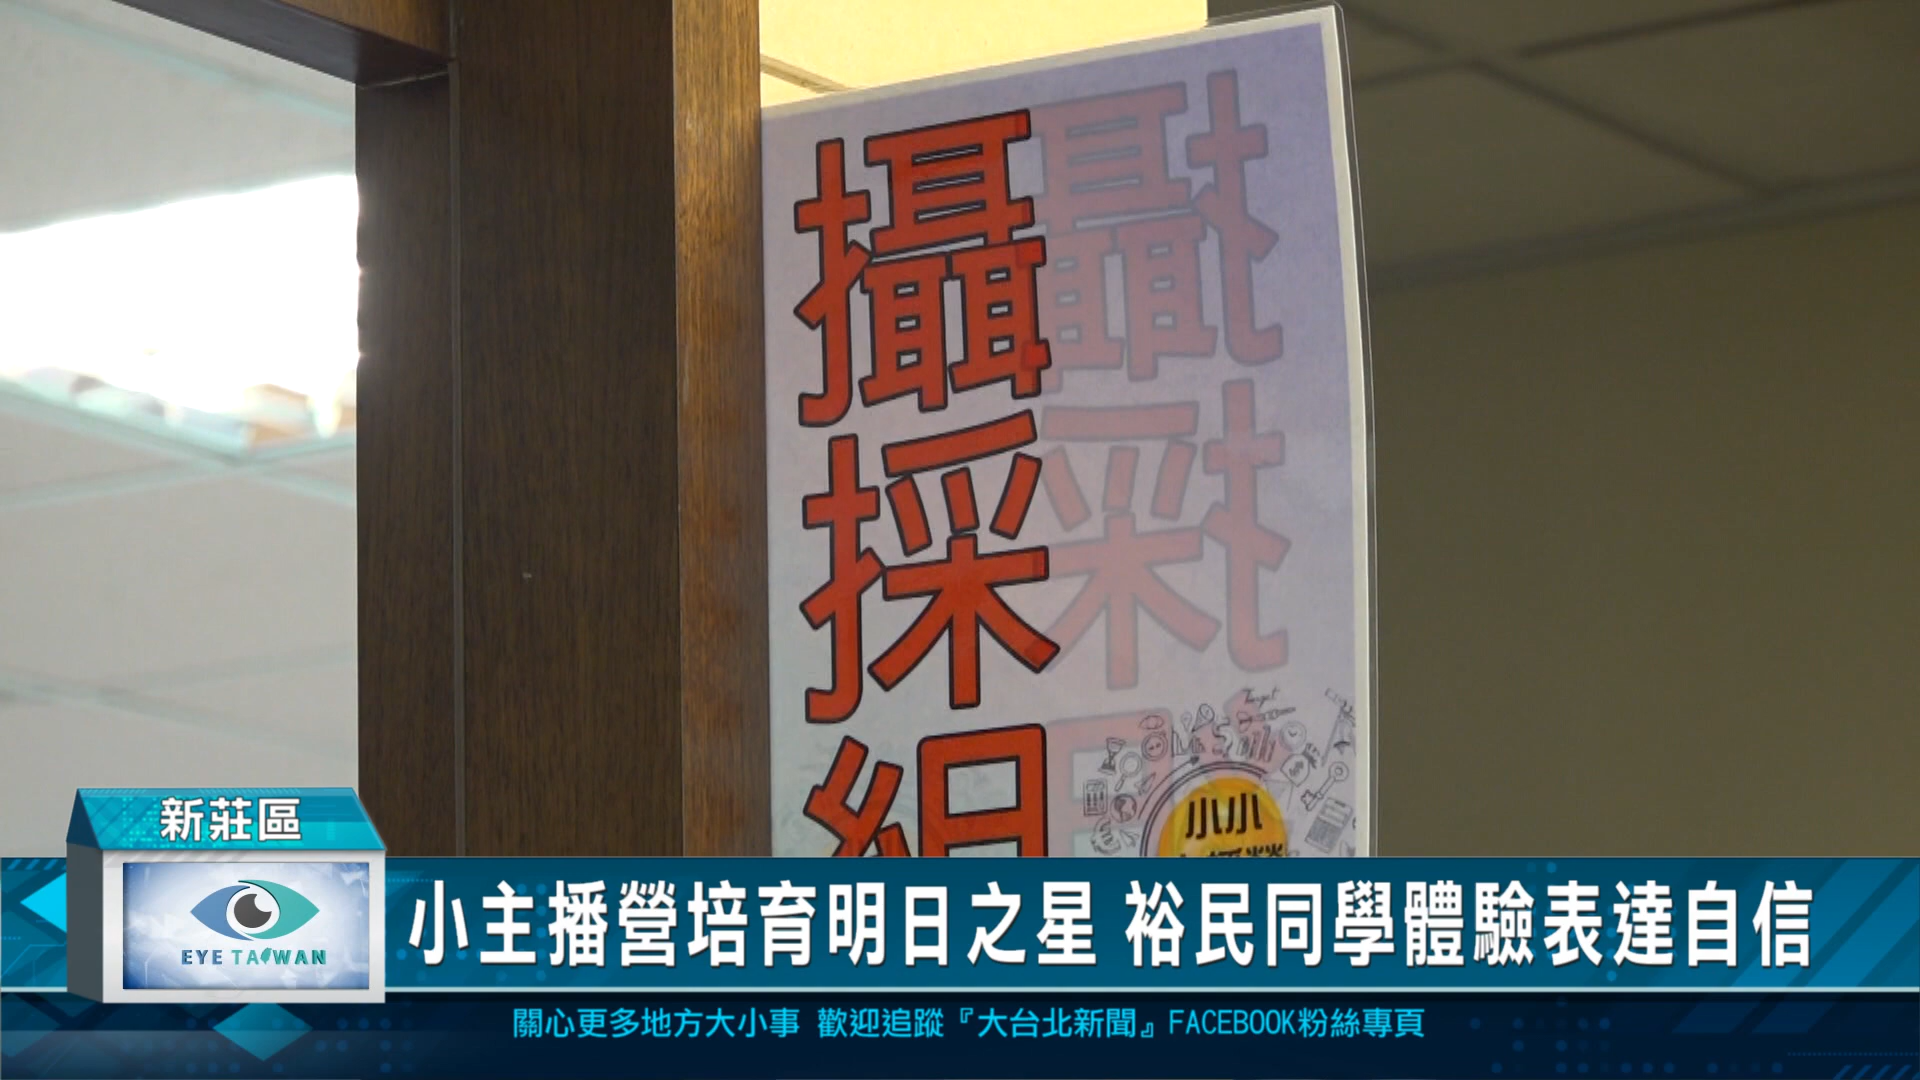 攝採組
Target
小小
新莊區
EYE TAIWAN
小主播營培育明日之星 裕民同學體驗表達自信
關心更多地方大小事 歡迎追蹤『大台北新聞』FACEBOOK粉絲專頁